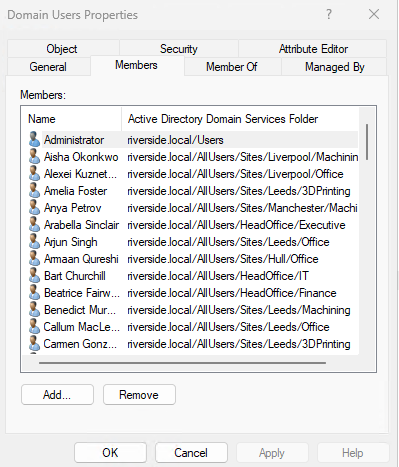 Domain Users Properties ? ×
Object Security Attribute Editor
General Members Member Of Managed By
Members:
Name Active Directory Domain Services Folder
Administrator riverside.local/Users
Aisha Okonkwo riverside.local/AllUsers/Sites/Liverpool/Machinin
Alexei Kuznet... riverside.local/AllUsers/Sites/Liverpool/Office
Amelia Foster riverside.local/AllUsers/Sites/Leeds/3DPrinting
Anya Petrov riverside.local/AllUsers/Sites/Manchester/Machi
Arabella Sinclair riverside.local/AllUsers/HeadOffice/Executive
Arjun Singh riverside.local/AllUsers/Sites/Leeds/Office
Armaan Qureshi riverside.local/AllUsers/Sites/Hull/Office
Bart Churchill riverside.local/AllUsers/HeadOffice/IT
Beatrice Fairw... riverside.local/AllUsers/HeadOffice/Finance
Benedict Mur... riverside.local/AllUsers/Sites/Leeds/Machining
Callum MacLe... riverside.local/AllUsers/Sites/Leeds/Office
Carmen Gonz... riverside.local/AllUsers/Sites/Leeds/3DPrinting
Add... Remove
OK Cancel Apply Help